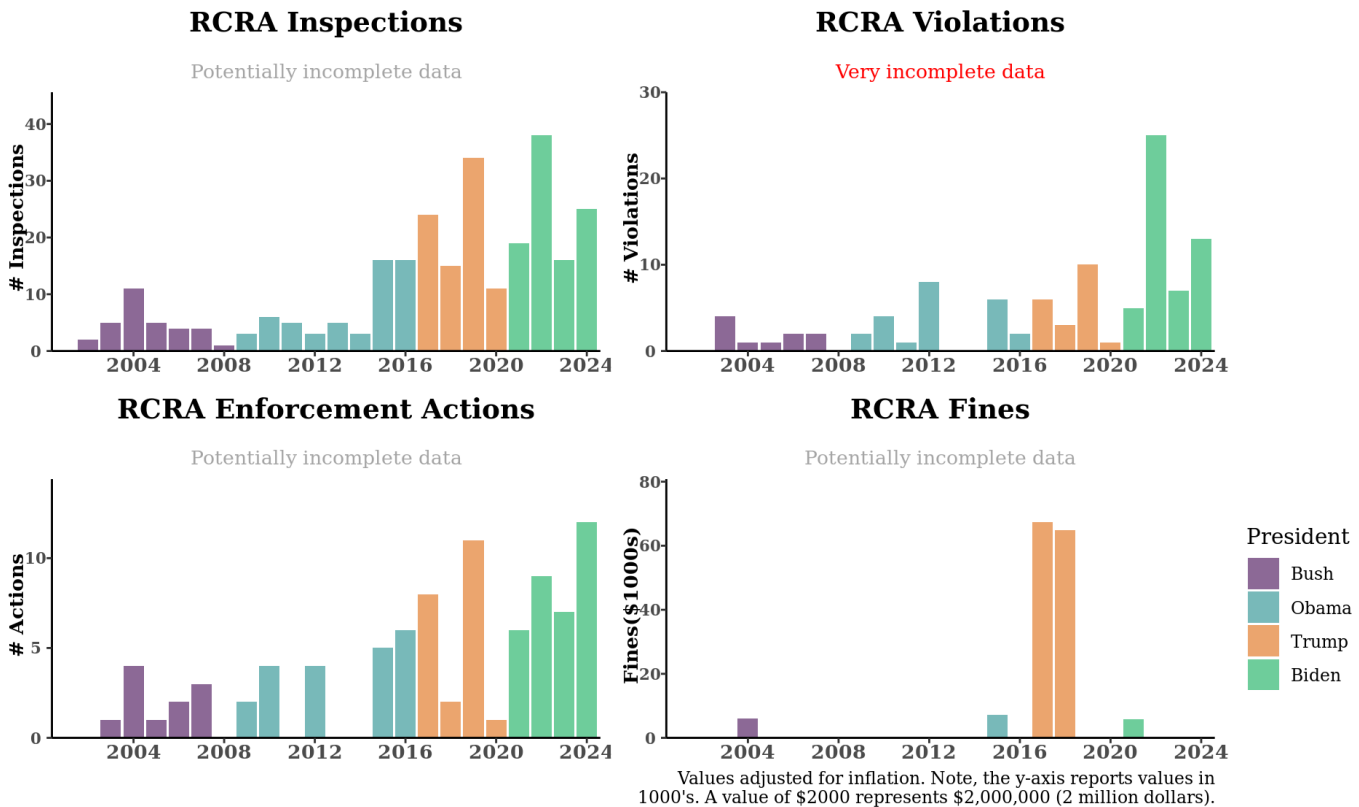 RCRA Inspections
Potentially incomplete data
# Inspections
40
30
20
10
0
2004 2008 2012 2016 2020 2024
RCRA Violations
Very incomplete data
# Violations
30
20
10
0
2004 2008 2012 2016 2020 2024
RCRA Enforcement Actions
Potentially incomplete data
# Actions
10
5
0
2004 2008 2012 2016 2020 2024
RCRA Fines
Potentially incomplete data
Fines($1000s)
80
60
40
20
0
2004 2008 2012 2016 2020 2024
President
Bush
Obama
Trump
Biden
Values adjusted for inflation. Note, the y-axis reports values in
1000's. A value of $2000 represents $2,000,000 (2 million dollars).